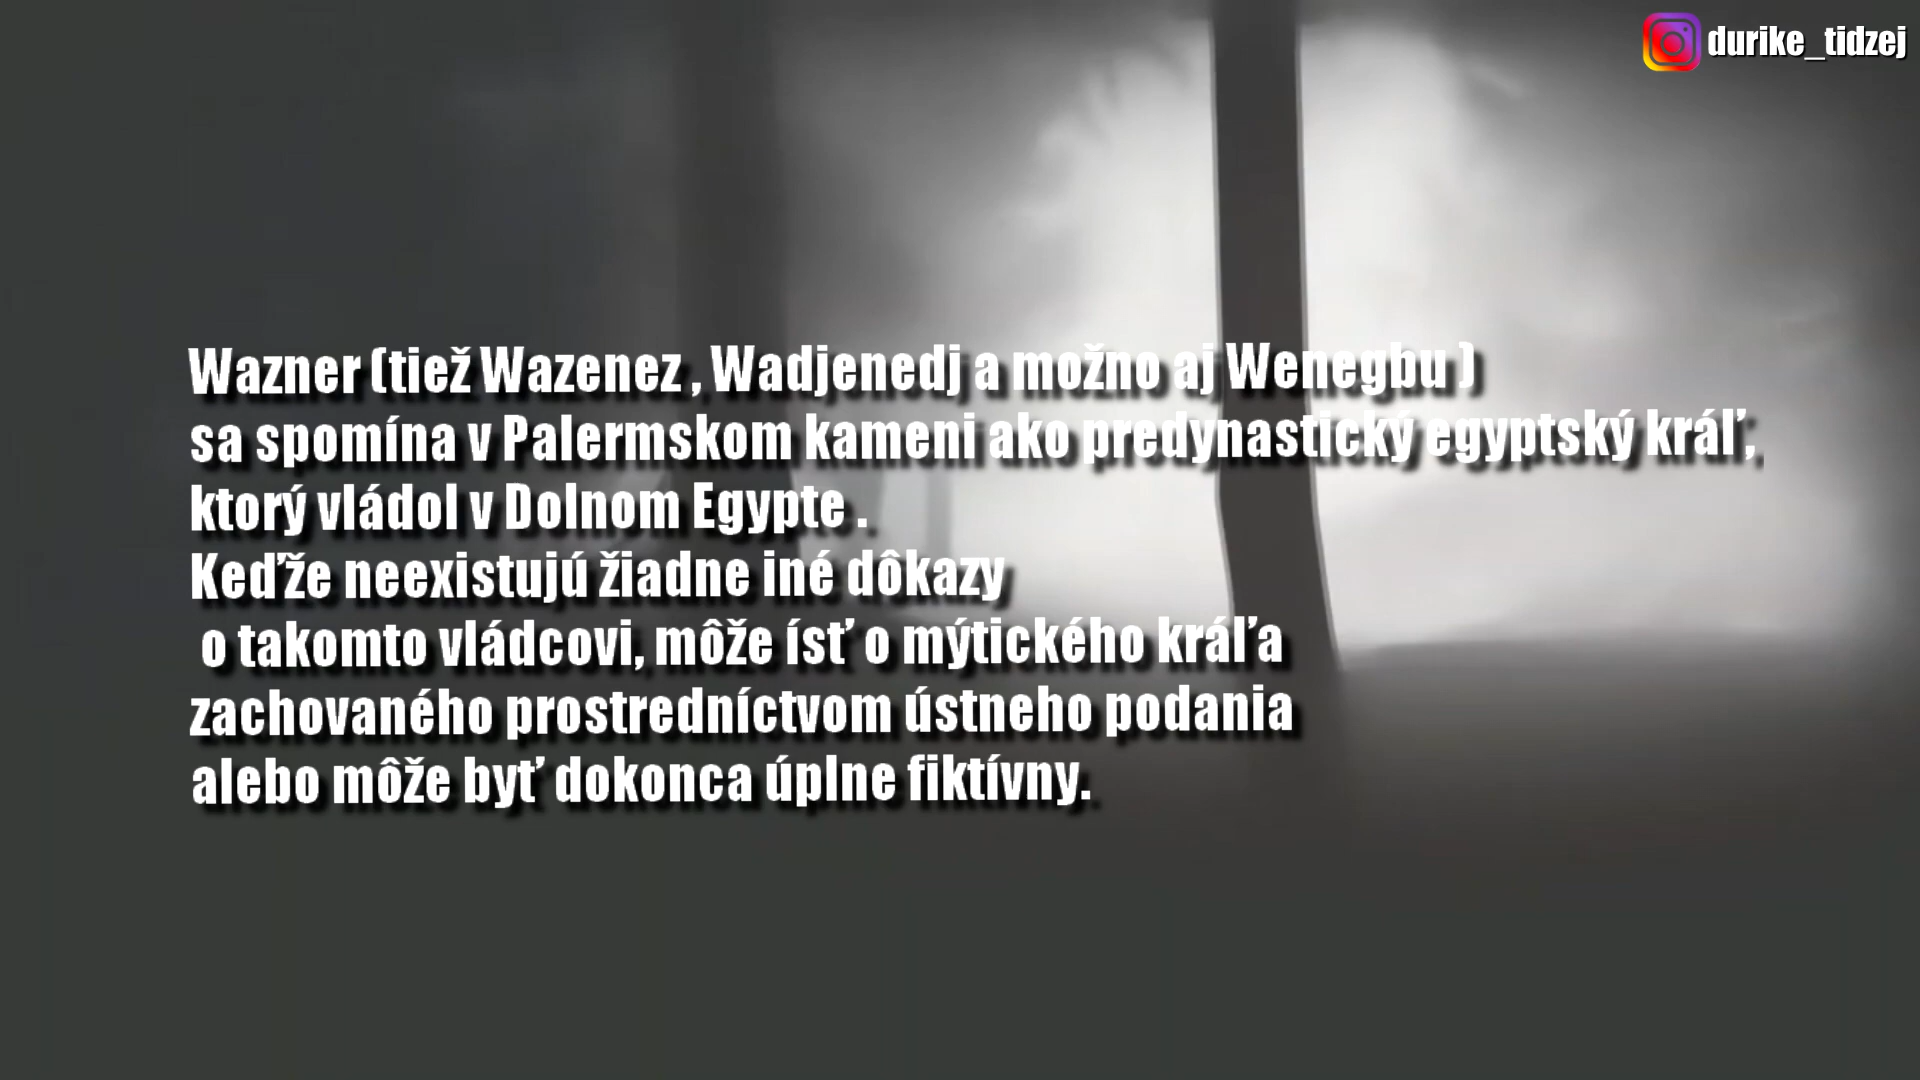 durike_tidzej
Wazner (tiež Wazenez , Wadjenedj a možno aj Wenegbu )
sa spomína v Palermskom kameni ako predynastický egyptský kráľ,
ktorý vládol v Dolnom Egypte .
Keďže neexistujú žiadne iné dôkazy
o takomto vládcovi, môže ísť o mýtického kráľa
zachovaného prostredníctvom ústneho podania
alebo môže byť dokonca úplne fiktívny.